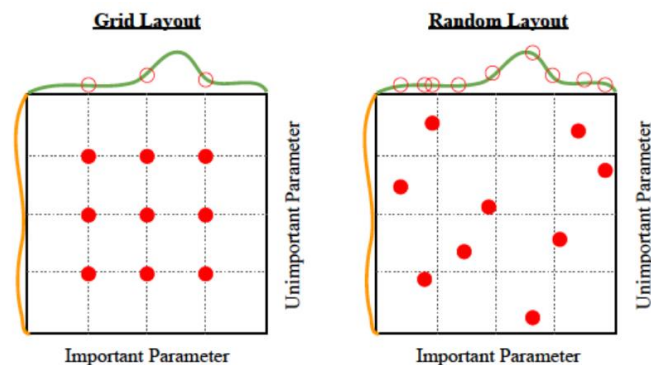 Grid Layout
Unimportant Parameter
Important Parameter
Random Layout
Unimportant Parameter
Important Parameter